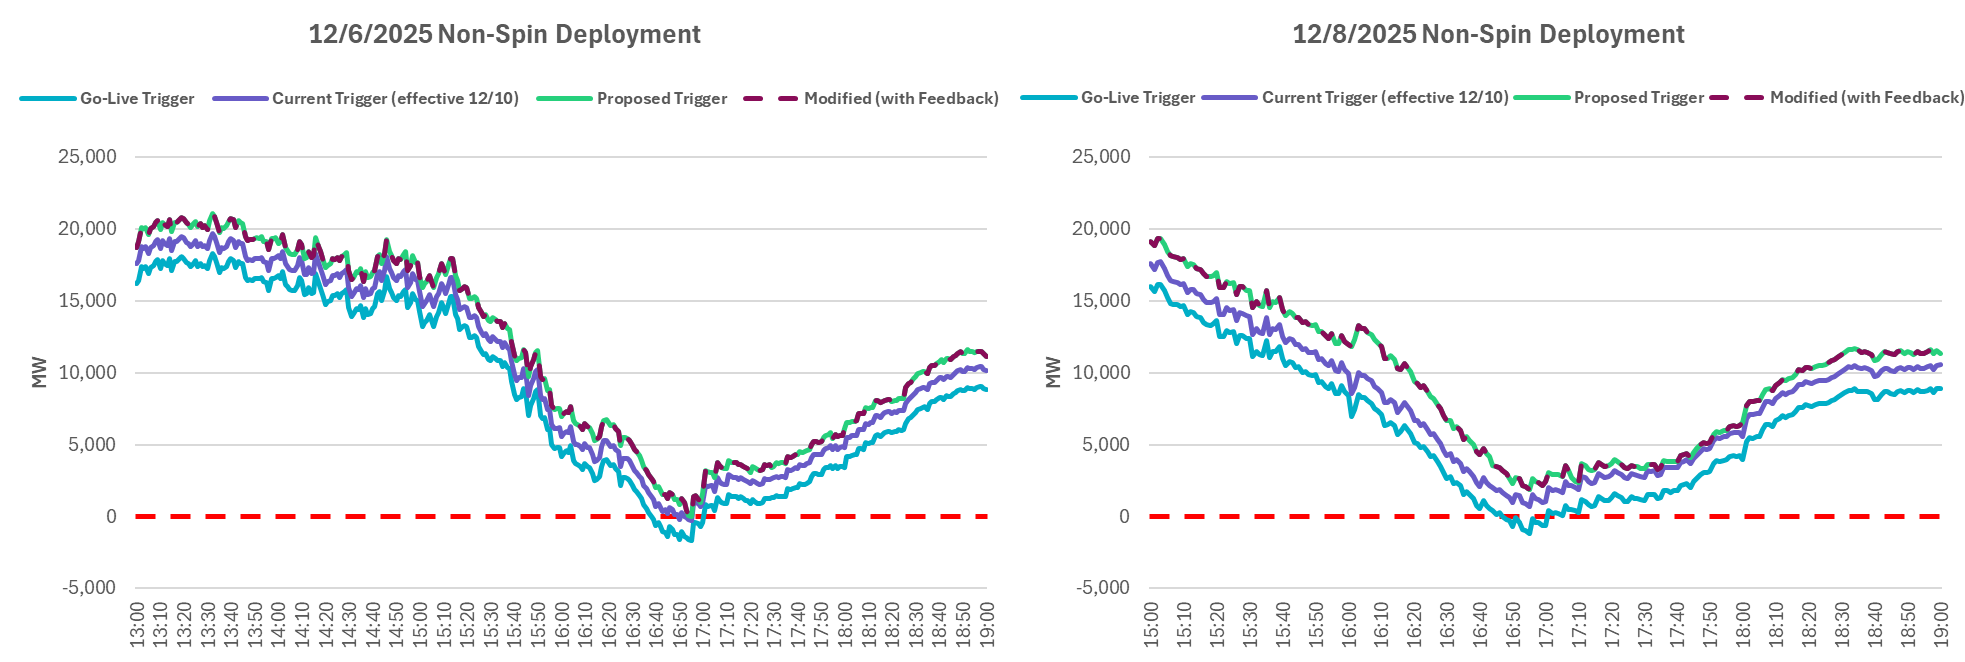 12/6/2025 Non-Spin Deployment
Go-Live Trigger Current Trigger (effective 12/10) Proposed Trigger Modified (with Feedback)
MW
25,000
20,000
15,000
10,000
5,000
0
-5,000
13:00 13:10 13:20 13:30 13:40 13:50 14:00 14:10 14:20 14:30 14:40 14:50 15:00 15:10 15:20 15:30 15:40 15:50 16:00 16:10 16:20 16:30 16:40 16:50 17:00 17:10 17:20 17:30 17:40 17:50 18:00 18:10 18:20 18:30 18:40 18:50 19:00
12/8/2025 Non-Spin Deployment
Go-Live Trigger Current Trigger (effective 12/10) Proposed Trigger Modified (with Feedback)
MW
25,000
20,000
15,000
10,000
5,000
0
-5,000
15:00 15:10 15:20 15:30 15:40 15:50 16:00 16:10 16:20 16:30 16:40 16:50 17:00 17:10 17:20 17:30 17:40 17:50 18:00 18:10 18:20 18:30 18:40 18:50 19:00